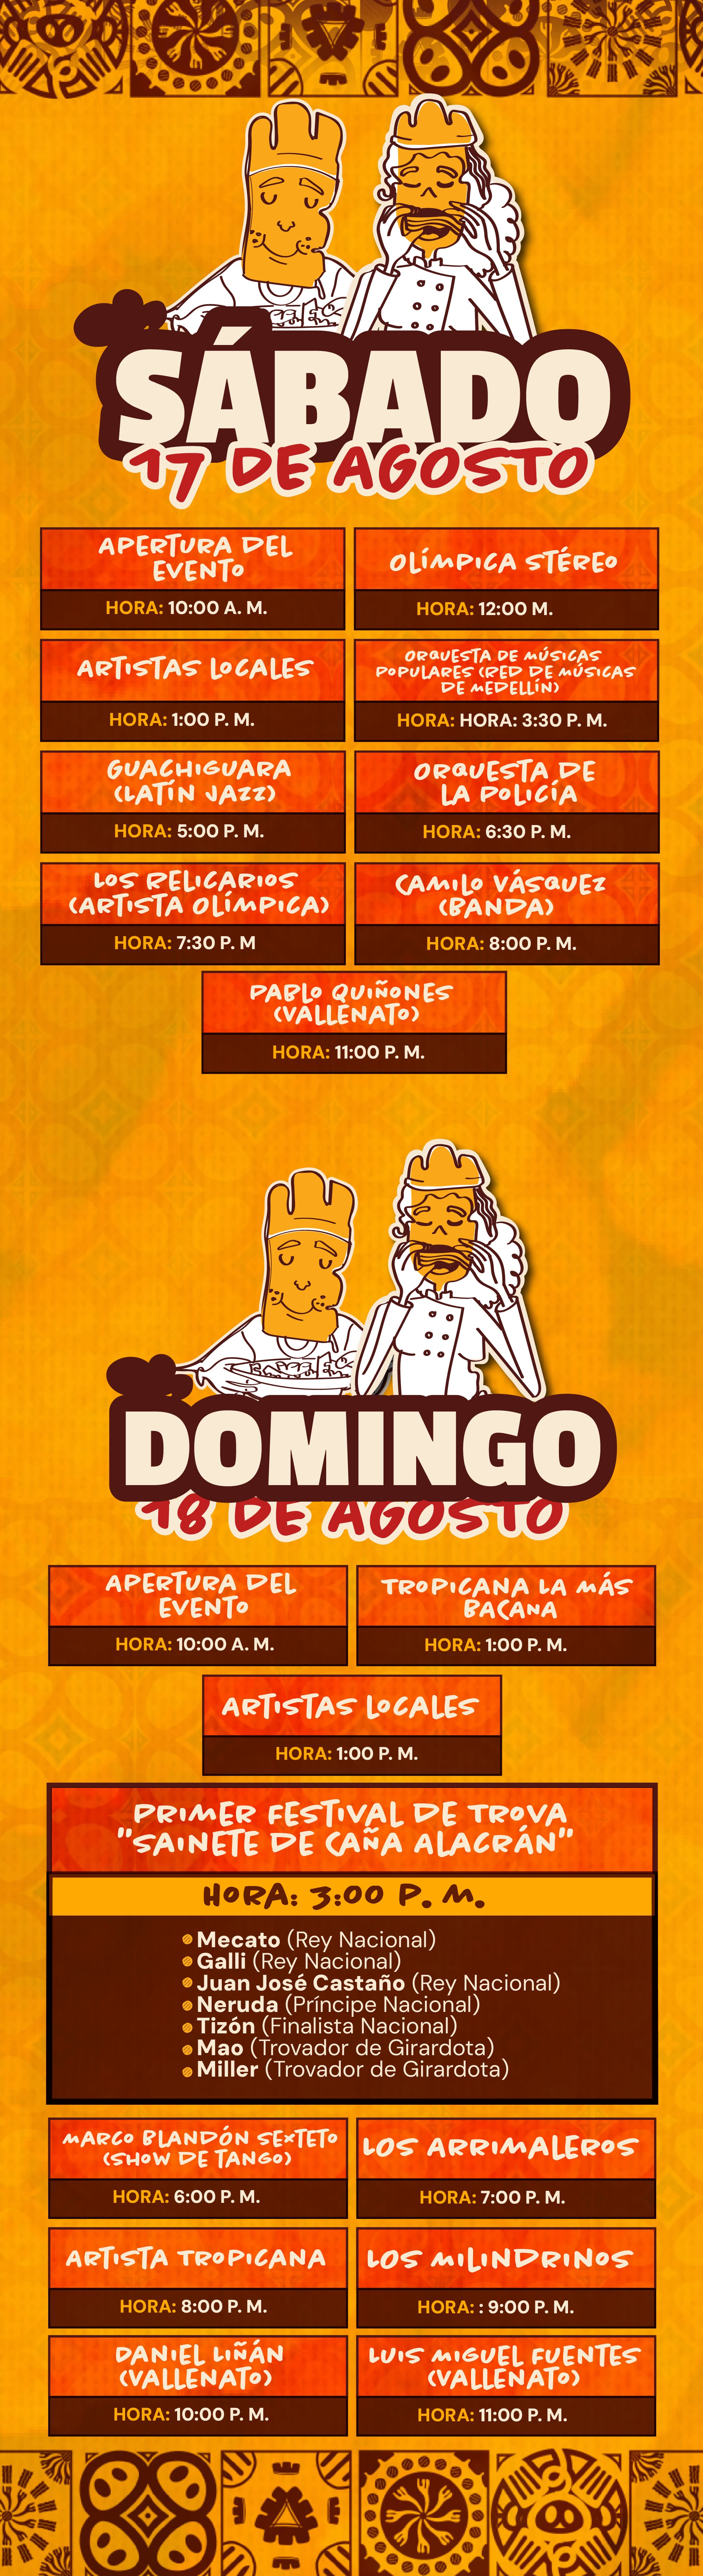 SÁBADO
17 DE AGOSTO
APERTURA DEL
EVENTO
HORA: 10:00 A. M.
OLÍMPICA STÉREO
HORA: 12:00 M.
ARTISTAS LOCALES
HORA: 1:00 P. M.
ORQUESTA DE MÚSICAS
POPULARES (RED DE MÚSICAS
DE MEDELLÍN)
HORA: HORA: 3:30 P. M.
GUACHIGUARA
(LATÍN JAZZ)
HORA: 5:00 P. M.
ORQUESTA DE
LA POLICÍA
HORA: 6:30 P. M.
LOS RELICARIOS
(ARTISTA OLÍMPICA)
HORA: 7:30 P. M
CAMILO VÁSQUEZ
(BANDA)
HORA: 8:00 P. M.
PABLO QUIÑONES
(VALLENATO)
HORA: 11:00 P. M.
DOMINGO
18 DE AGOSTO
APERTURA DEL
EVENTO
HORA: 10:00 A. M.
TROPICANA LA MÁS
BACANA
HORA: 1:00 P. M.
ARTISTAS LOCALES
HORA: 1:00 P. M.
PRIMER FESTIVAL DE TROVA
"SAINETE DE CAÑA ALACRÁN"
HORA: 3:00 P. M.
Mecato (Rey Nacional)
Galli (Rey Nacional)
Juan José Castaño (Rey Nacional)
Neruda (Príncipe Nacional)
Tizón (Finalista Nacional)
Mao (Trovador de Girardota)
Miller (Trovador de Girardota)
MARCO BLANDÓN SEXTETO
(SHOW DE TANGO)
HORA: 6:00 P. M.
LOS ARRIMALEROS
HORA: 7:00 P. M.
ARTISTA TROPICANA
HORA: 8:00 P. M.
LOS MILINDRINOS
HORA: : 9:00 P. M.
DANIEL LIÑÁN
(VALLENATO)
HORA: 10:00 P. M.
LUIS MIGUEL FUENTES
(VALLENATO)
HORA: 11:00 P. M.